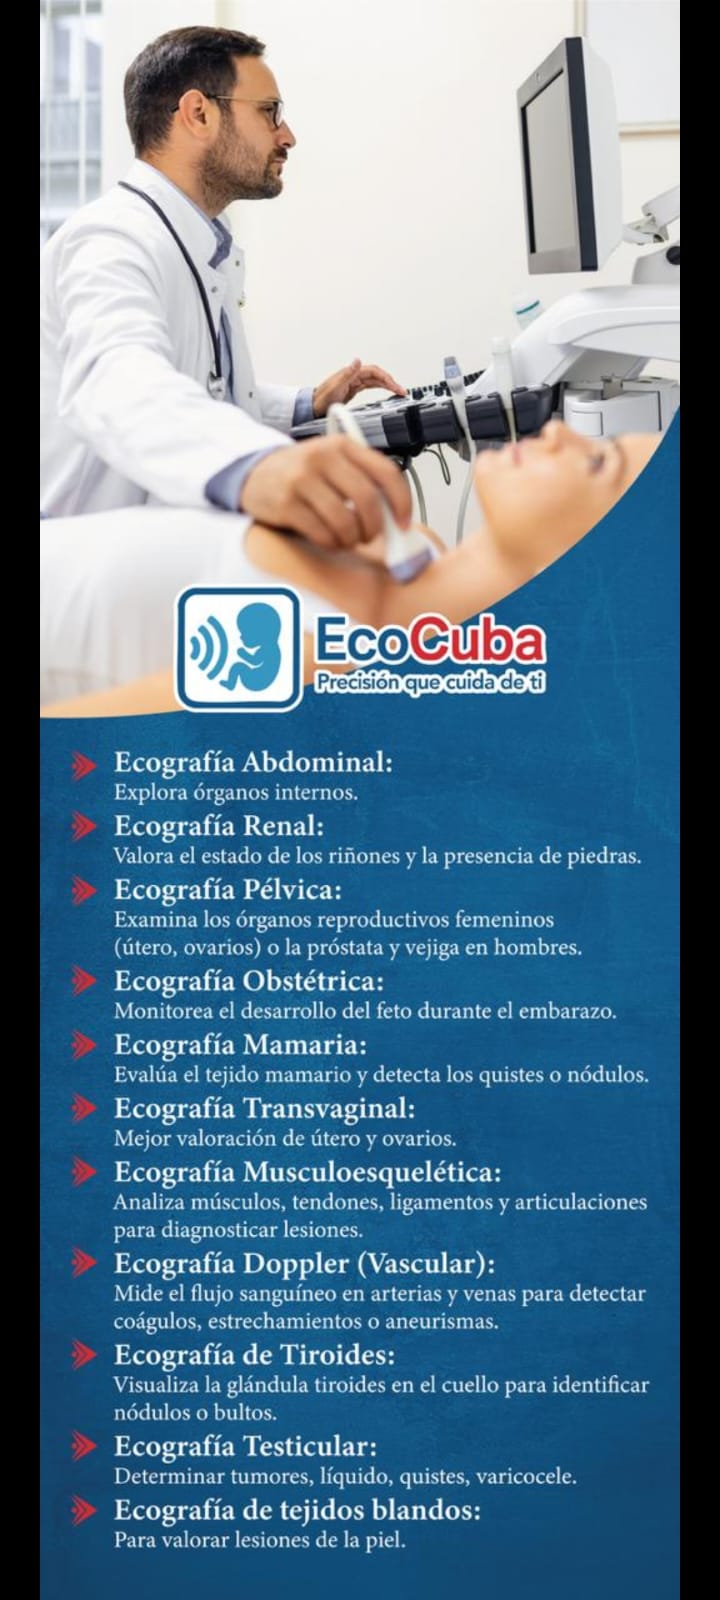 EcoCuba
Precisión que cuida de ti
Ecografía Abdominal:
Explora órganos internos.
Ecografía Renal:
Valora el estado de los riñones y la presencia de piedras.
Ecografía Pélvica:
Examina los órganos reproductivos femeninos
(útero, ovarios) o la próstata y vejiga en hombres.
Ecografía Obstétrica:
Monitorea el desarrollo del feto durante el embarazo.
Ecografía Mamaria:
Evalúa el tejido mamario y detecta los quistes o nódulos.
Ecografía Transvaginal:
Mejor valoración de útero y ovarios.
Ecografía Musculoesquelética:
Analiza músculos, tendones, ligamentos y articulaciones
para diagnosticar lesiones.
Ecografía Doppler (Vascular):
Mide el flujo sanguíneo en arterias y venas para detectar
coágulos, estrechamientos o aneurismas.
Ecografía de Tiroides:
Visualiza la glándula tiroides en el cuello para identificar
nódulos o bultos.
Ecografía Testicular:
Determinar tumores, líquido, quistes, varicocele.
Ecografía de tejidos blandos:
Para valorar lesiones de la piel.